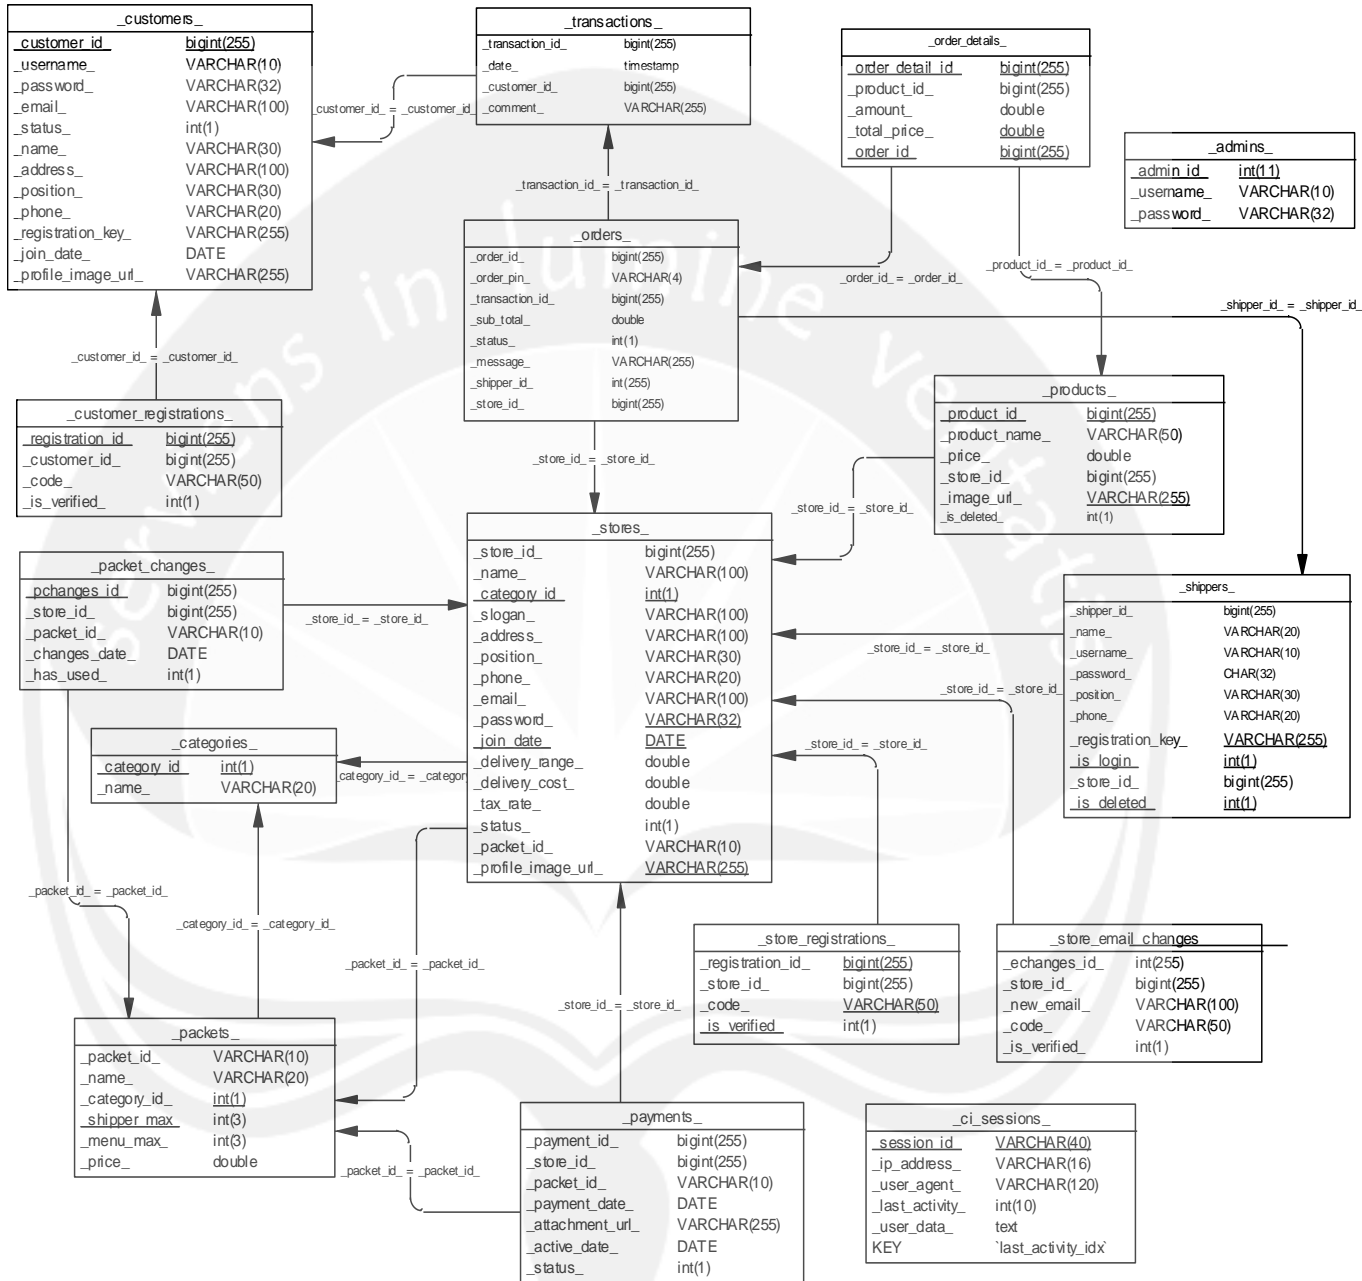 _customers_
_customer_id_ bigint(255)
_username_ VARCHAR(10)
_password_ VARCHAR(32)
_email_ VARCHAR(100)
_status_ int(1)
_name_ VARCHAR(30)
_address_ VARCHAR(100)
_position_ VARCHAR(30)
_phone_ VARCHAR(20)
_registration_key_ VARCHAR(255)
_join_date_ DATE
_profile_image_url_ VARCHAR(255)
_transactions_
_transaction_id_ bigint(255)
_date_ timestamp
_customer_id_ bigint(255)
_comment_ VARCHAR(255)
_customer_id_ = _customer_id_
_order_details_
_order_detail_id_ bigint(255)
_product_id_ bigint(255)
_amount_ double
_total_price_ double
_order_id_ bigint(255)
_admins_
_admin_id_ int(11)
_username_ VARCHAR(10)
_password_ VARCHAR(32)
_transaction_id_ = _transaction_id_
_orders_
_order_id_ bigint(255)
_order_pin_ VARCHAR(4)
_transaction_id_ bigint(255)
_sub_total_ double
_status_ int(1)
_message_ VARCHAR(255)
_shipper_id_ int(255)
_store_id_ bigint(255)
_order_id_ = _order_id_
_product_id_ = _product_id_
_shipper_id_ = _shipper_id_
_customer_id_ = _customer_id_
_customer_registrations_
_registration_id_ bigint(255)
_customer_id_ bigint(255)
_code_ VARCHAR(50)
_is_verified_ int(1)
_products_
_product_id_ bigint(255)
_product_name_ VARCHAR(50)
_price_ double
_store_id_ bigint(255)
_image_url_ VARCHAR(255)
_is_deleted_ int(1)
_store_id_ = _store_id_
_store_id_ = _store_id_
_packet_changes_
_pchanges_id_ bigint(255)
_store_id_ bigint(255)
_packet_id_ VARCHAR(10)
_changes_date_ DATE
_has_used_ int(1)
_store_id_ = _store_id_
_stores_
_store_id_ bigint(255)
_name_ VARCHAR(100)
_category_id_ int(1)
_slogan_ VARCHAR(100)
_address_ VARCHAR(100)
_position_ VARCHAR(30)
_phone_ VARCHAR(20)
_email_ VARCHAR(100)
_password_ VARCHAR(32)
_join_date_ DATE
_delivery_range_ double
_delivery_cost_ double
_tax_rate_ double
_status_ int(1)
_packet_id_ VARCHAR(10)
_profile_image_url_ VARCHAR(255)
_shippers_
_shipper_id_ bigint(255)
_name_ VARCHAR(20)
_username_ VARCHAR(10)
_password_ CHAR(32)
_position_ VARCHAR(30)
_phone_ VARCHAR(20)
_registration_key_ VARCHAR(255)
_is_login_ int(1)
_store_id_ bigint(255)
_is_deleted_ int(1)
_store_id_ = _store_id_
_store_id_ = _store_id_
_store_id_ = _store_id_
_categories_
_category_id_ int(1)
_name_ VARCHAR(20)
_category_id_ = _categor
_packet_id_ = _packet_id_
_category_id_ = _category_id_
_packet_id_ = _packet_id_
_store_id_ = _store_id_
_store_registrations_
_registration_id_ bigint(255)
_store_id_ bigint(255)
_code_ VARCHAR(50)
_is_verified_ int(1)
_store_email_changes
_echanges_id_ int(255)
_store_id_ bigint(255)
_new_email_ VARCHAR(100)
_code_ VARCHAR(50)
_is_verified_ int(1)
_packets_
_packet_id_ VARCHAR(10)
_name_ VARCHAR(20)
_category_id_ int(1)
_shipper_max_ int(3)
_menu_max_ int(3)
_price_ double
_packet_id_ = _packet_id_
_payments_
_payment_id_ bigint(255)
_store_id_ bigint(255)
_packet_id_ VARCHAR(10)
_payment_date_ DATE
_attachment_url_ VARCHAR(255)
_active_date_ DATE
_status_ int(1)
_ci_sessions_
_session_id_ VARCHAR(40)
_ip_address_ VARCHAR(16)
_user_agent_ VARCHAR(120)
_last_activity_ int(10)
_user_data_ text
KEY `last_activity_idx`
serviens in lumine veritatis